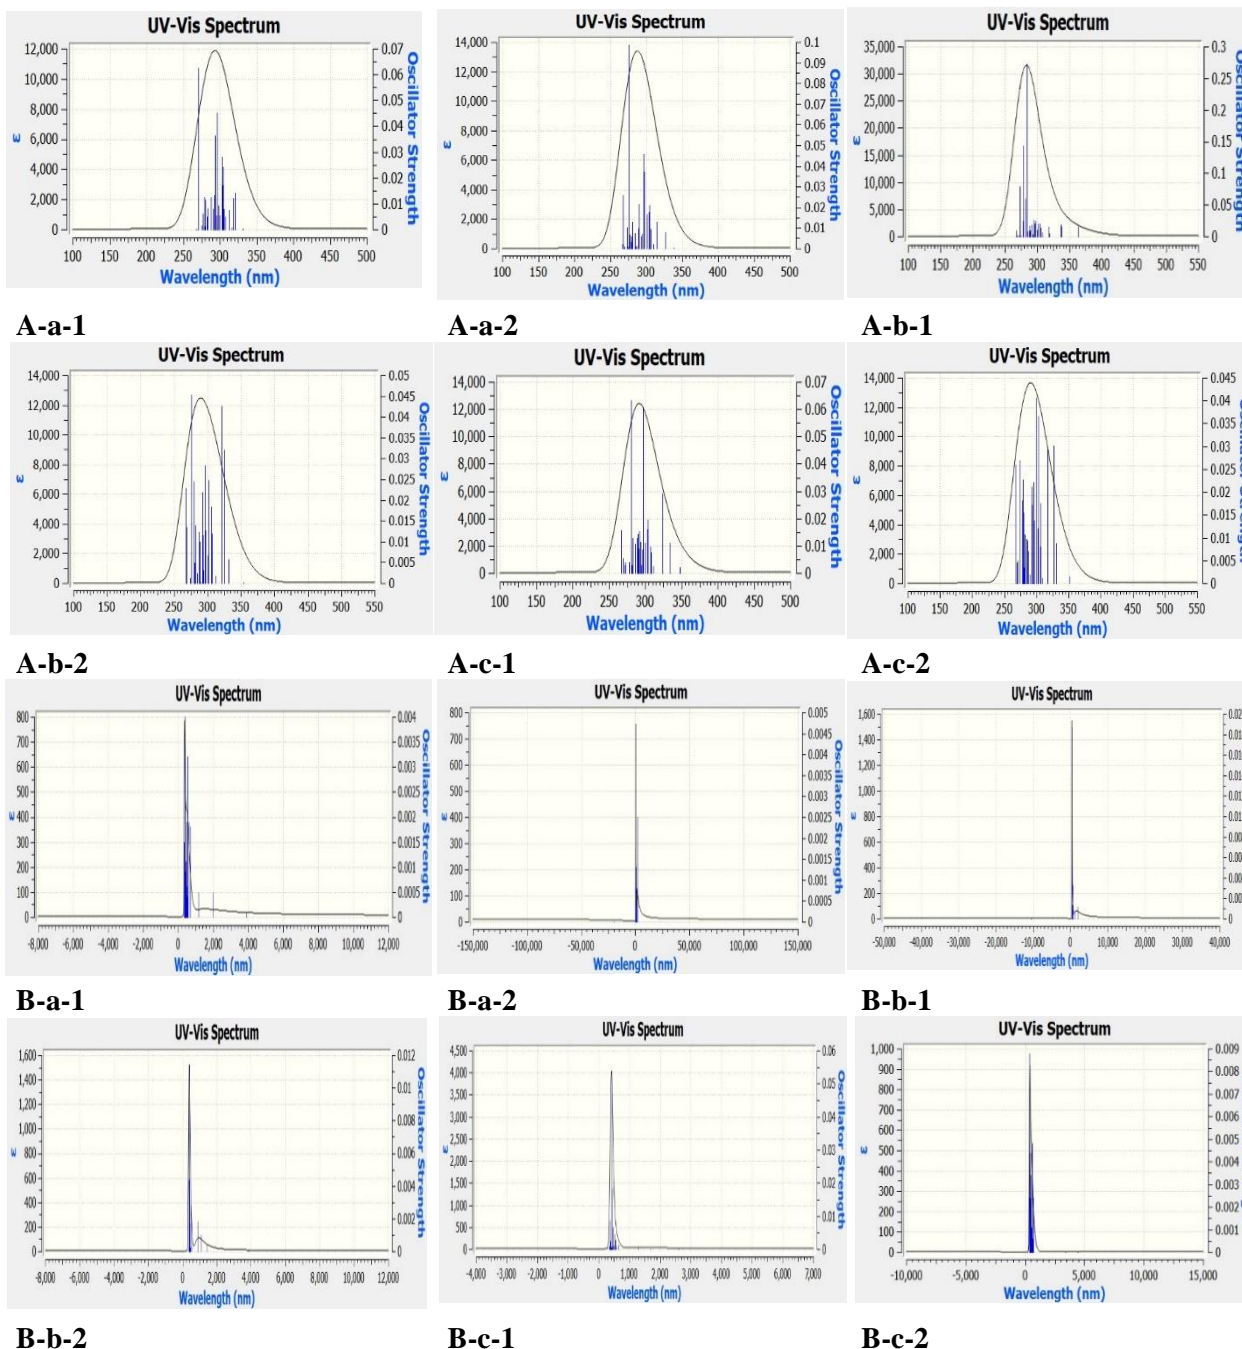 UV-Vis Spectrum
12,000
10,000
8,000
6,000
4,000
2,000
0
ε
0.07
0.06
0.05
0.04
0.03
0.02
0.01
0
Oscillator Strength
100 150 200 250 300 350 400 450 500
Wavelength (nm)
A-a-1
UV-Vis Spectrum
14,000
12,000
10,000
8,000
6,000
4,000
2,000
0
ε
0.1
0.09
0.08
0.07
0.06
0.05
0.04
0.03
0.02
0.01
0
Oscillator Strength
100 150 200 250 300 350 400 450 500
Wavelength (nm)
A-a-2
UV-Vis Spectrum
35,000
30,000
25,000
20,000
15,000
10,000
5,000
0
ε
0.3
0.25
0.2
0.15
0.1
0.05
0
Oscillator Strength
100 150 200 250 300 350 400 450 500 550
Wavelength (nm)
A-b-1
UV-Vis Spectrum
14,000
12,000
10,000
8,000
6,000
4,000
2,000
0
ε
0.05
0.045
0.04
0.035
0.03
0.025
0.02
0.015
0.01
0.005
0
Oscillator Strength
100 150 200 250 300 350 400 450 500 550
Wavelength (nm)
A-b-2
UV-Vis Spectrum
14,000
12,000
10,000
8,000
6,000
4,000
2,000
0
ε
0.07
0.06
0.05
0.04
0.03
0.02
0.01
0
Oscillator Strength
100 150 200 250 300 350 400 450 500
Wavelength (nm)
A-c-1
UV-Vis Spectrum
14,000
12,000
10,000
8,000
6,000
4,000
2,000
0
ε
0.045
0.04
0.035
0.03
0.025
0.02
0.015
0.01
0.005
0
Oscillator Strength
100 150 200 250 300 350 400 450 500 550
Wavelength (nm)
A-c-2
UV-Vis Spectrum
800
700
600
500
400
300
200
100
0
ε
0.004
0.0035
0.003
0.0025
0.002
0.0015
0.001
0.0005
0
Oscillator Strength
-8,000 -6,000 -4,000 -2,000 0 2,000 4,000 6,000 8,000 10,000 12,000
Wavelength (nm)
B-a-1
UV-Vis Spectrum
800
700
600
500
400
300
200
100
0
ε
0.005
0.0045
0.004
0.0035
0.003
0.0025
0.002
0.0015
0.001
0.0005
0
Oscillator Strength
-150,000 -100,000 -50,000 0 50,000 100,000 150,000
Wavelength (nm)
B-a-2
UV-Vis Spectrum
1,600
1,400
1,200
1,000
800
600
400
200
0
ε
-50,000 -40,000 -30,000 -20,000 -10,000 0 10,000 20,000 30,000 40,000
Wavelength (nm)
B-b-1
UV-Vis Spectrum
1,600
1,400
1,200
1,000
800
600
400
200
0
ε
0.012
0.01
0.008
0.006
0.004
0.002
0
Oscillator Strength
-8,000 -6,000 -4,000 -2,000 0 2,000 4,000 6,000 8,000 10,000 12,000
Wavelength (nm)
B-b-2
UV-Vis Spectrum
4,500
4,000
3,500
3,000
2,500
2,000
1,500
1,000
500
0
ε
0.06
0.05
0.04
0.03
0.02
0.01
0
Oscillator Strength
-4,000 -3,000 -2,000 -1,000 0 1,000 2,000 3,000 4,000 5,000 6,000 7,000
Wavelength (nm)
B-c-1
UV-Vis Spectrum
1,000
900
800
700
600
500
400
300
200
100
0
ε
0.009
0.008
0.007
0.006
0.005
0.004
0.003
0.002
0.001
0
-10,000 -5,000 0 5,000 10,000 15,000
Wavelength (nm)
B-c-2